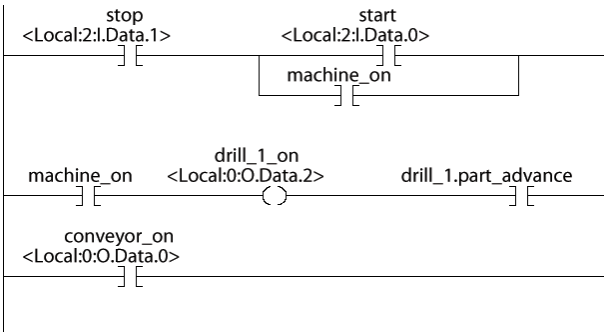 stop
<Local:2:I.Data.1>
start
<Local:2:I.Data.0>
machine_on
machine_on
drill_1_on
<Local:0:O.Data.2>
drill_1.part_advance
conveyor_on
<Local:0:O.Data.0>